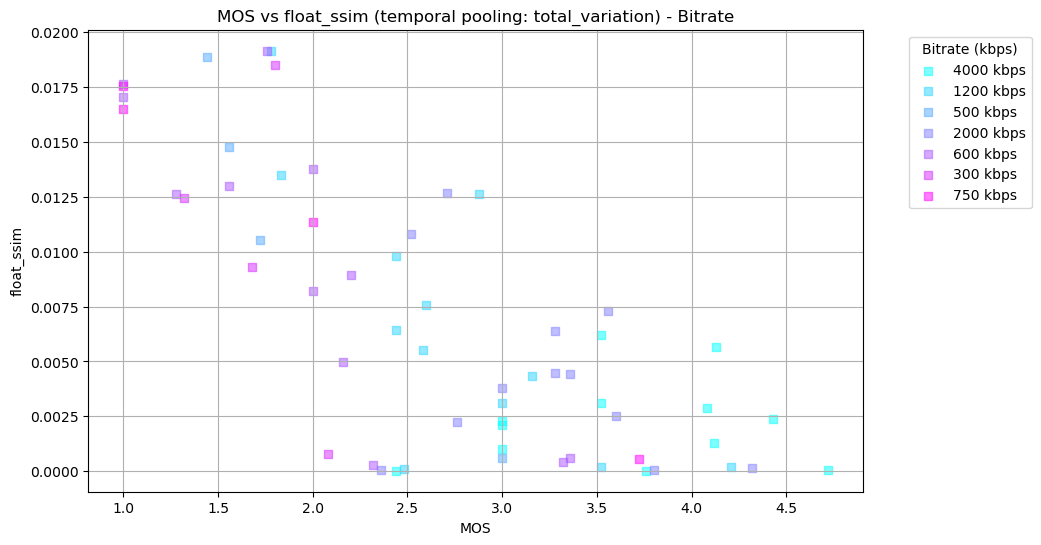 MOS vs float_ssim (temporal pooling: total_variation) - Bitrate
0.0200
0.0175
0.0150
0.0125
0.0100
0.0075
0.0050
0.0025
0.0000
float_ssim
1.0 1.5 2.0 2.5 3.0 3.5 4.0 4.5
MOS
Bitrate (kbps)
4000 kbps
1200 kbps
500 kbps
2000 kbps
600 kbps
300 kbps
750 kbps